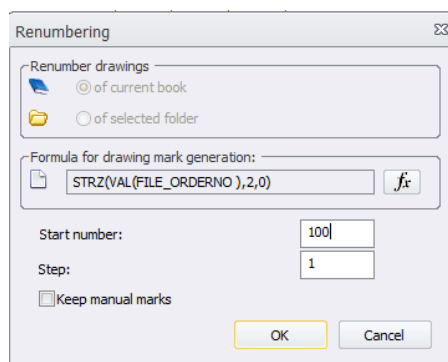 Renumbering
Renumber drawings
of current book
of selected folder
Formula for drawing mark generation:
STRZ(VAL(FILE_ORDERNO ),2,0)
fx
Start number:
100
Step:
1
Keep manual marks
OK
Cancel